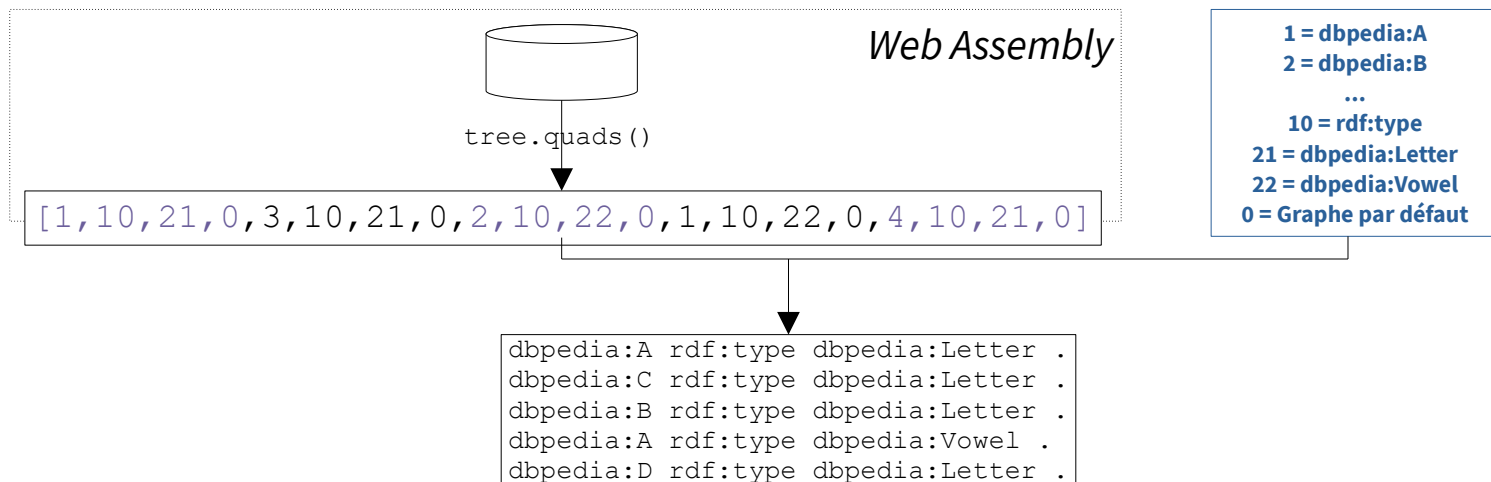 Web Assembly
tree.quads()
[1,10,21,0,3,10,21,0,2,10,22,0,1,10,22,0,4,10,21,0]
1 = dbpedia:A
2 = dbpedia:B
...
10 = rdf:type
21 = dbpedia:Letter
22 = dbpedia:Vowel
0 = Graphe par défaut
dbpedia:A rdf:type dbpedia:Letter .
dbpedia:C rdf:type dbpedia:Letter .
dbpedia:B rdf:type dbpedia:Letter .
dbpedia:A rdf:type dbpedia:Vowel .
dbpedia:D rdf:type dbpedia:Letter .